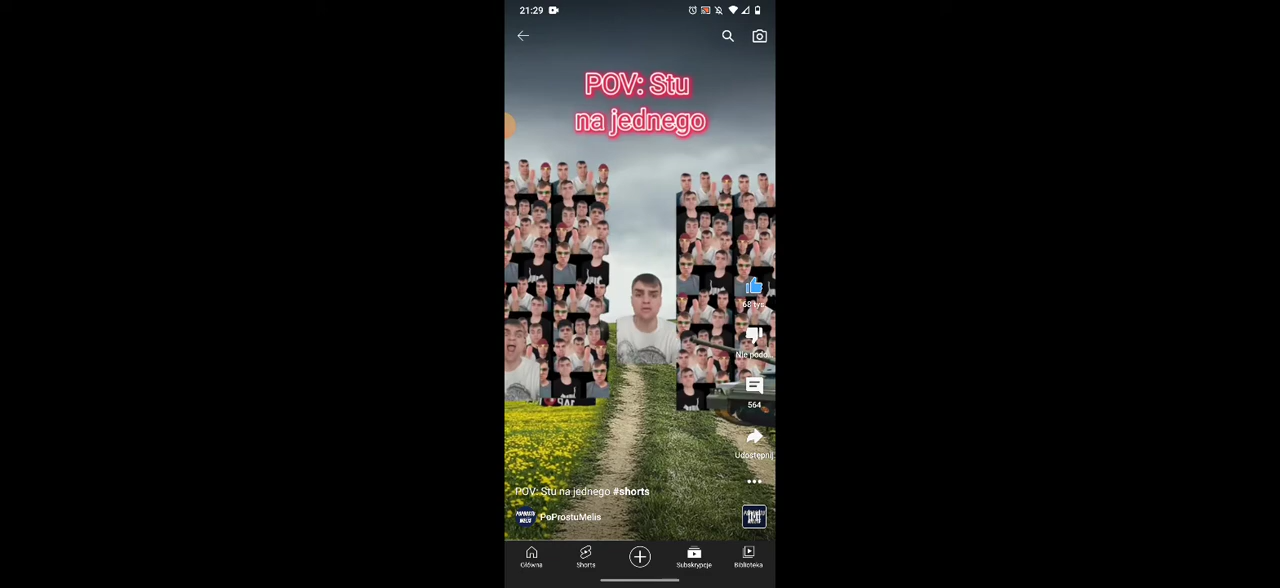 21:29
POV: Stu
na jednego
68 tys.
Nie podo...
564
Udostępnij
POV: Stu na jednego #shorts
PoProstuMelis
Główna
Shorts
Subskrypcje
Biblioteka